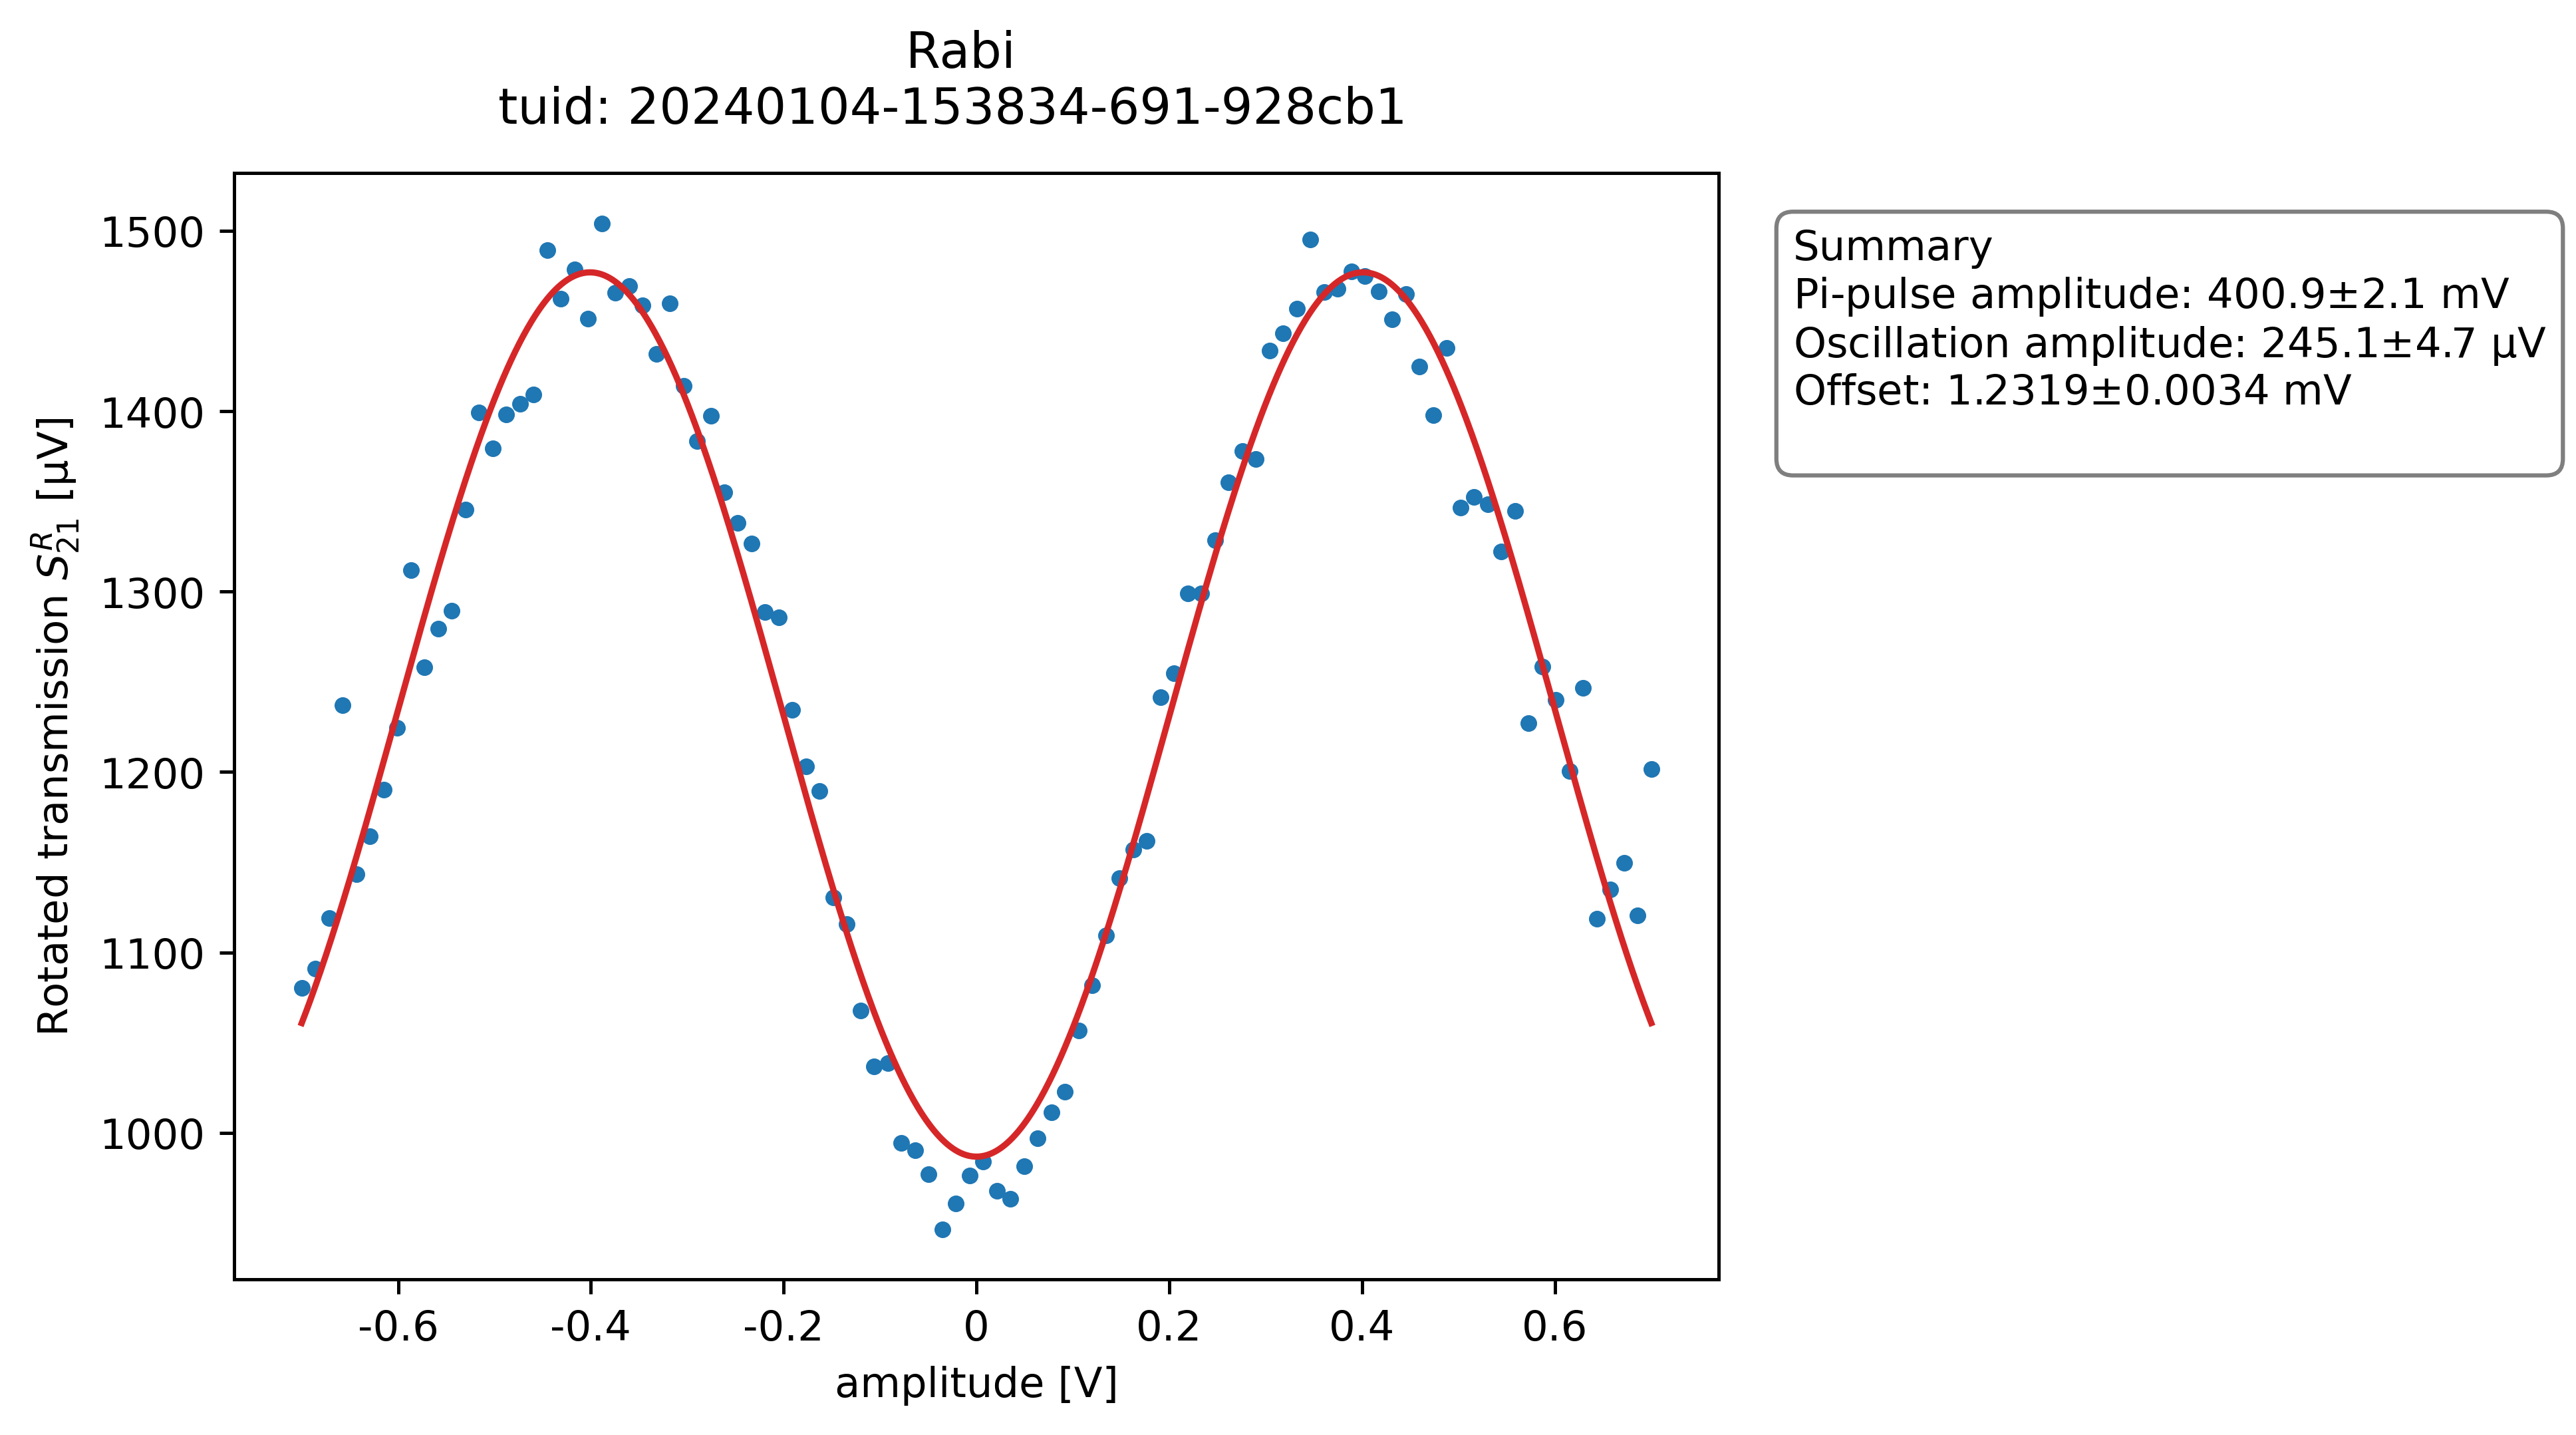 Rabi
tuid: 20240104-153834-691-928cb1
Rotated transmission $S_{21}^{R}$ [µV]
1500
1400
1300
1200
1100
1000
-0.6 -0.4 -0.2 0 0.2 0.4 0.6
amplitude [V]
Summary
Pi-pulse amplitude: 400.9±2.1 mV
Oscillation amplitude: 245.1±4.7 µV
Offset: 1.2319±0.0034 mV